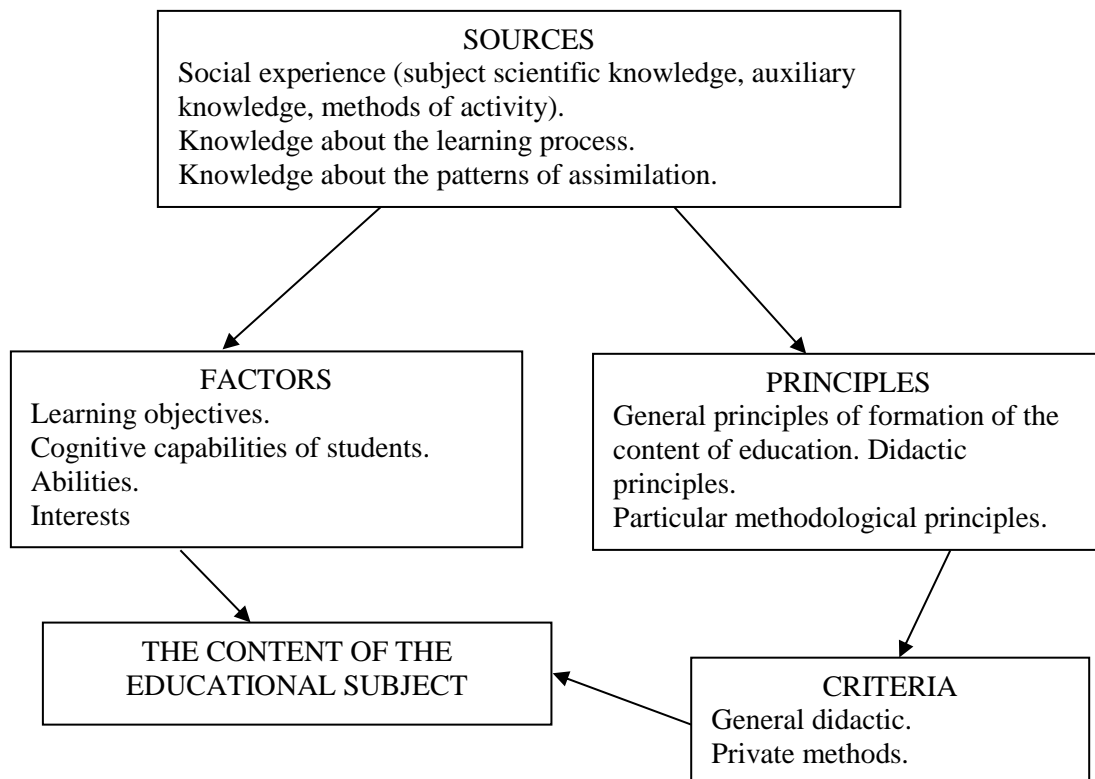 SOURCES
Social experience (subject scientific knowledge, auxiliary
knowledge, methods of activity).
Knowledge about the learning process.
Knowledge about the patterns of assimilation.
FACTORS
Learning objectives.
Cognitive capabilities of students.
Abilities.
Interests
PRINCIPLES
General principles of formation of the
content of education. Didactic
principles.
Particular methodological principles.
THE CONTENT OF THE
EDUCATIONAL SUBJECT
CRITERIA
General didactic.
Private methods.